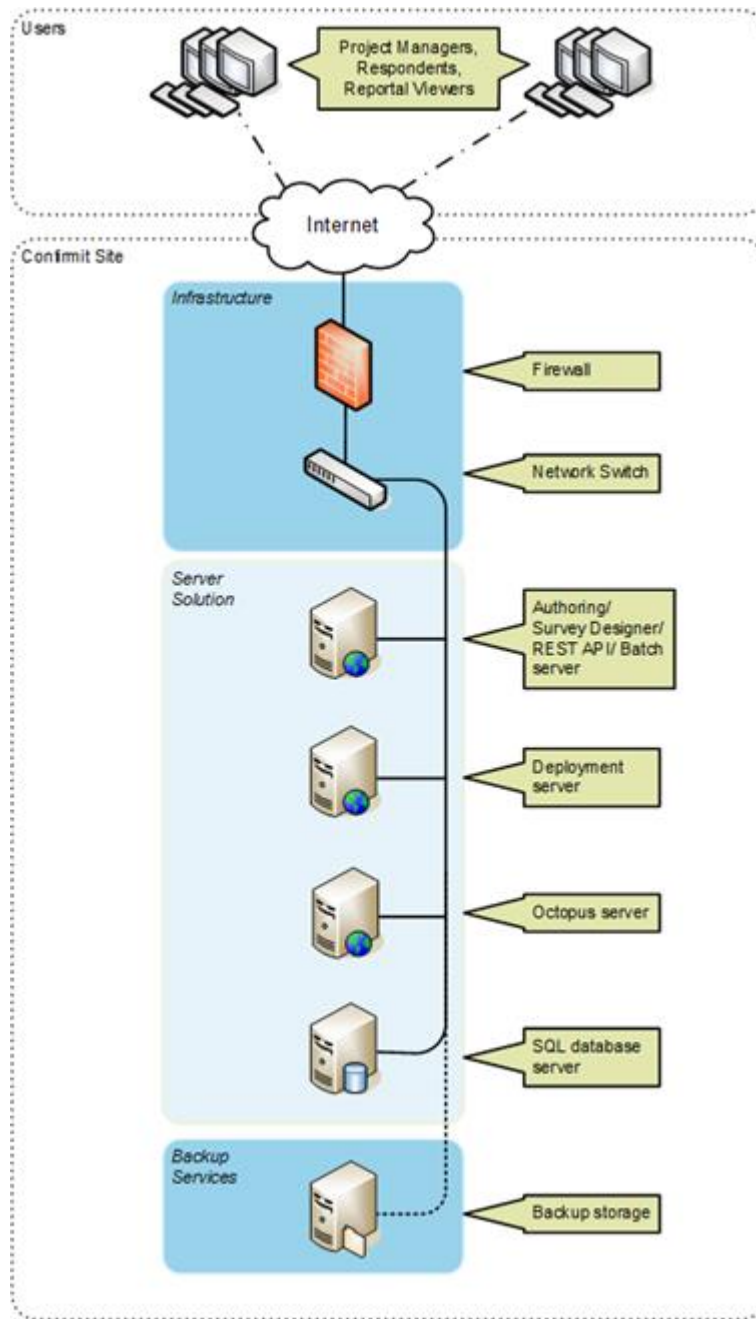 Users
Project Managers,
Respondents,
Reportal Viewers
Internet
Confirmit Site
Infrastructure
Firewall
Network Switch
Server
Solution
Authoring/
Survey Designer/
REST API/ Batch
server
Deployment
server
Octopus server
SQL database
server
Backup
Services
Backup storage